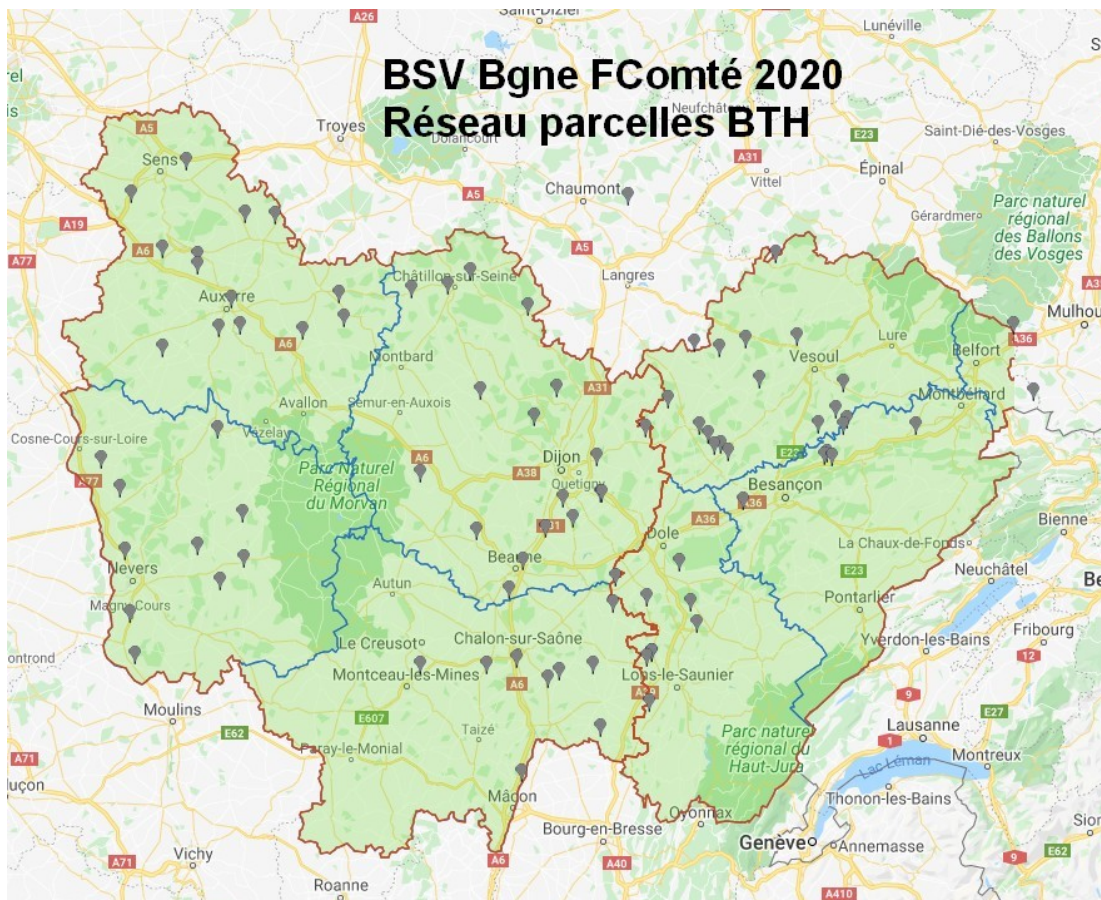 Saint-Dizier
A26
Lunéville
BSV Bgne FComté 2020
Réseau parcelles BTH
A5
Troyes
Neufchâteau
E23
Saint-Dié-des-Vosges
Dolancourt
Sens
A31
Vittel
Épinal
Chaumont
A5
Parc naturel
régional
des Ballons
des Vosges
A19
Gérardmer
A6
A5
A77
Langres
Châtillon-sur-Seine
Auxerre
Mulhou
A36
Lure
A6
Belfort
Vesoul
Montbard
A31
Montbéliard
Avallon
Semur-en-Auxois
Vézelay
Cosne-Cours-sur-Loire
Dijon
E23
A6
A38
Parc Naturel
Régional
du Morvan
A77
Quetigny
Besançon
A36
A36
Bienne
Dole
La Chaux-de-Fonds
Beaune
Nevers
E23
Neuchâtel
Autun
Magny-Cours
Pontarlier
Fribourg
Le Creusot
Chalon-sur-Saône
Yverdon-les-Bains
12
Montceau-les-Mines
A6
Lons-le-Saunier
A39
9
Moulins
E607
E27
E62
Taizé
Lausanne
Parc nature
régional du
Haut-Jura
1
Paray-le-Monial
Montreux
A71
Lac Léman
Mâcon
Thonon-les-Bains
Oyonnax
Bourg-en-Bresse
Genève
Annemasse
E62
Vichy
A71
A6
A40
9
Roanne
A410